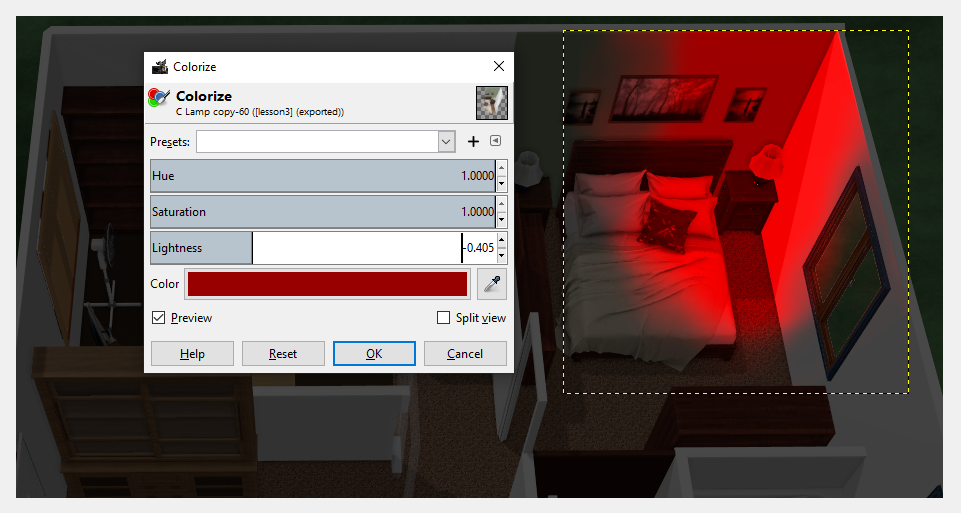 Colorize
Colorize
C Lamp copy-60 ([lesson3] (exported))
Presets:
Hue 1.0000
Saturation 1.0000
Lightness -0.405
Color
Preview Split view
Help Reset OK Cancel